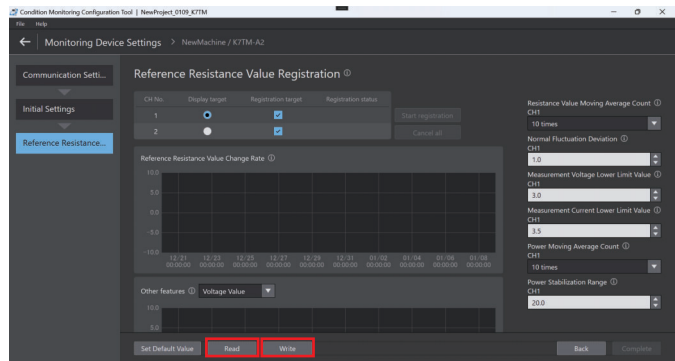 Condition Monitoring Configuration Tool | NewProject_0109_K7TM
File Help
Monitoring Device Settings > NewMachine / K7TM-A2
Communication Setti...
Initial Settings
Reference Resistance...
Reference Resistance Value Registration
CH No. Display target Registration target Registration status
1
2
Start registration
Cancel all
Reference Resistance Value Change Rate
10.0
5.0
0.0
-5.0
-10.0
12/21 12/23 12/25 12/27 12/29 12/31 01/02 01/04 01/06 01/08
00:00:00 00:00:00 00:00:00 00:00:00 00:00:00 00:00:00 00:00:00 00:00:00 00:00:00 00:00:00
Other features Voltage Value
10.0
5.0
Resistance Value Moving Average Count
CH1
10 times
Normal Fluctuation Deviation
CH1
1.0
Measurement Voltage Lower Limit Value
CH1
3.0
Measurement Current Lower Limit Value
CH1
3.5
Power Moving Average Count
CH1
10 times
Power Stabilization Range
CH1
20.0
Set Default Value Read Write Back Complete